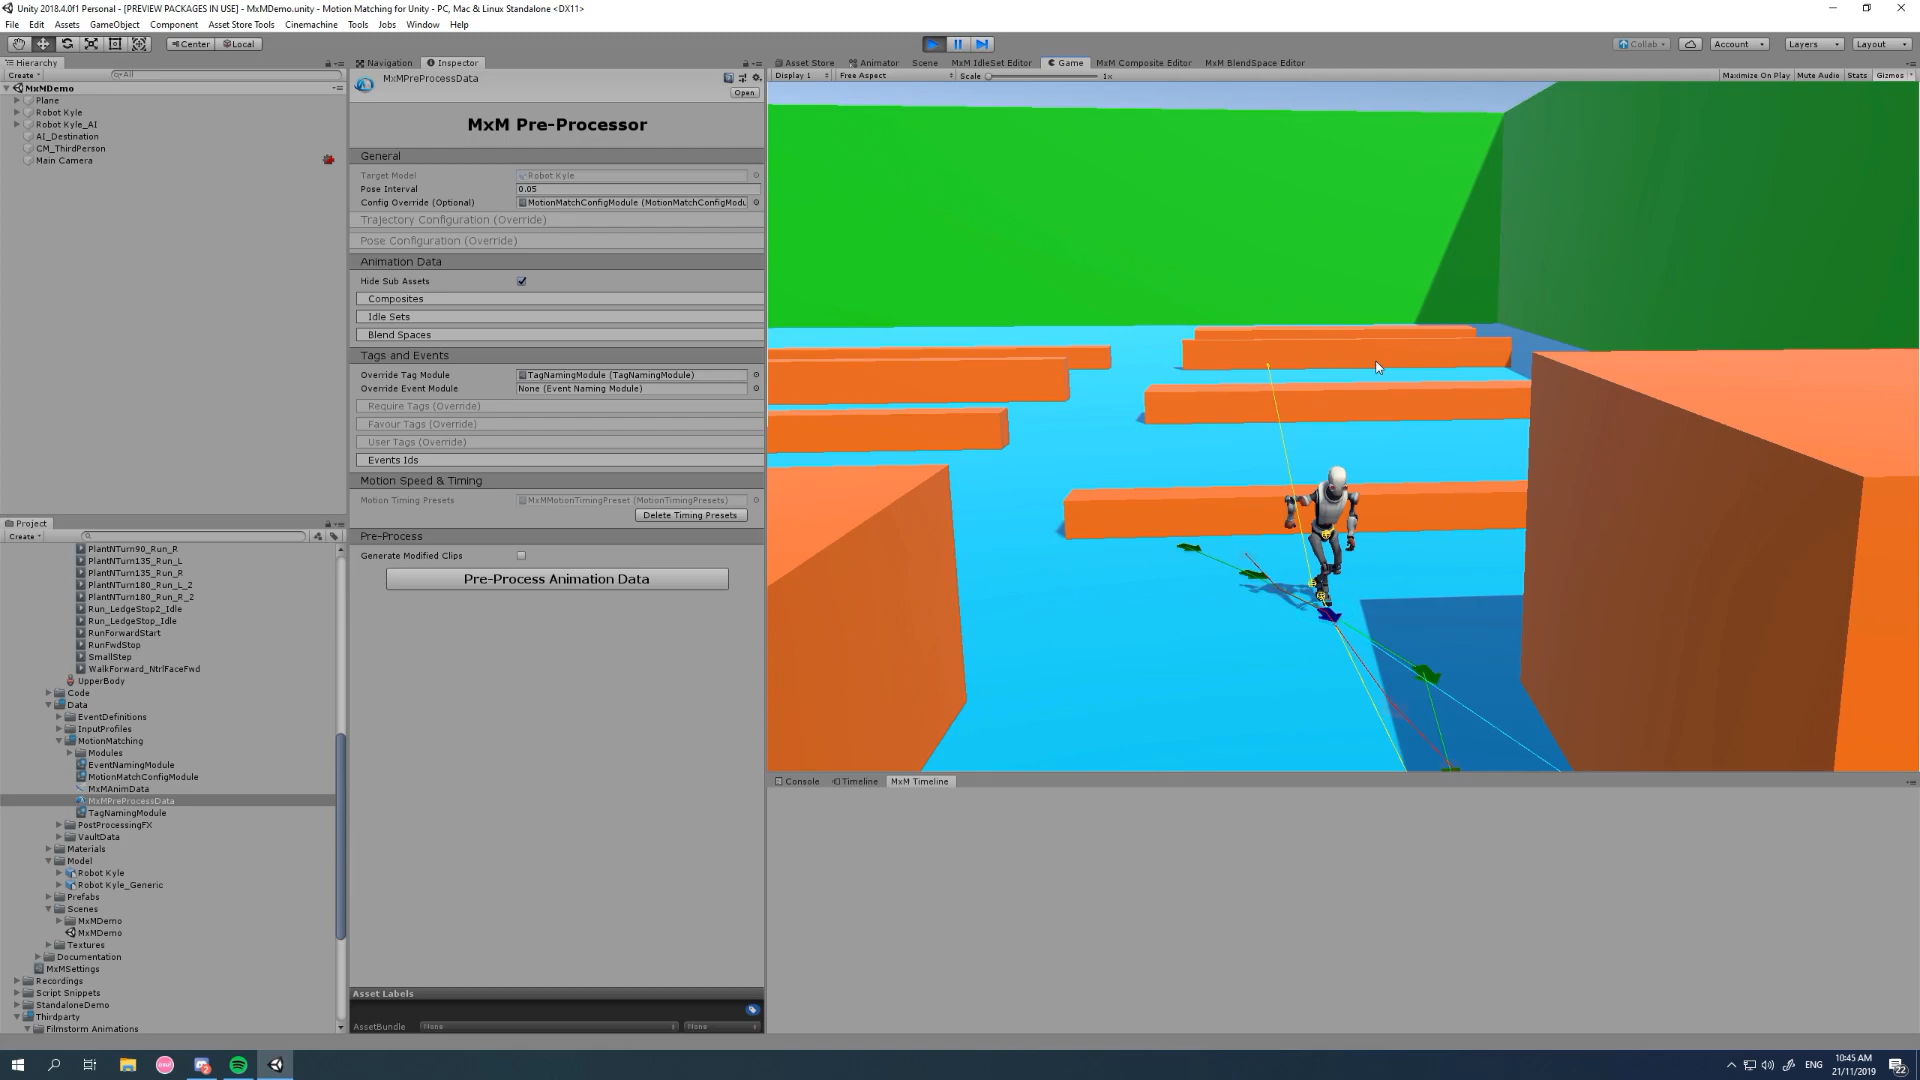 Unity 2018.4.0f1 Personal - [PREVIEW PACKAGES IN USE] - MxMDemo.unity - Motion Matching for Unity - PC, Mac & Linux Standalone <DX11>
File Edit Assets GameObject Component Asset Store Tools Cinemachine Tools Jobs Window Help
Center Local
Collab Account Layers Layout
Hierarchy
Create All
MxMDemo
Plane
Robot Kyle
Robot Kyle_AI
AI_Destination
CM_ThirdPerson
Main Camera
Navigation Inspector
MxMPreProcessData
Open
MxM Pre-Processor
General
Target Model Robot Kyle
Pose Interval 0.05
Config Override (Optional) MotionMatchConfigModule (MotionMatchConfigModu
Trajectory Configuration (Override)
Pose Configuration (Override)
Animation Data
Hide Sub Assets
Composites
Idle Sets
Blend Spaces
Tags and Events
Override Tag Module TagNamingModule (TagNamingModule)
Override Event Module None (Event Naming Module)
Require Tags (Override)
Favour Tags (Override)
User Tags (Override)
Events Ids
Motion Speed & Timing
Motion Timing Presets MxMMotionTimingPreset (MotionTimingPresets)
Delete Timing Presets
Pre-Process
Generate Modified Clips
Pre-Process Animation Data
Asset Labels
AssetBundle None None
Asset Store Animator Scene MxM IdleSet Editor Game MxM Composite Editor MxM BlendSpace Editor
Display 1 Free Aspect Scale 1x Maximize On Play Mute Audio Stats Gizmos
Console Timeline MxM Timeline
Project
Create
PlantNTurn90_Run_R
PlantNTurn135_Run_L
PlantNTurn135_Run_R
PlantNTurn180_Run_L_2
PlantNTurn180_Run_R_2
Run_LedgeStop2_Idle
Run_LedgeStop_Idle
RunForwardStart
RunFwdStop
SmallStep
WalkForward_NtrlFaceFwd
UpperBody
Code
Data
EventDefinitions
InputProfiles
MotionMatching
Modules
EventNamingModule
MotionMatchConfigModule
MxMAnimData
MxMPreProcessData
TagNamingModule
PostProcessingFX
VaultData
Materials
Model
Robot Kyle
Robot Kyle_Generic
Prefabs
Scenes
MxMDemo
MxMDemo
Textures
Documentation
MxMSettings
Recordings
Script Snippets
StandaloneDemo
Thirdparty
Filmstorm Animations
ENG
10:45 AM
21/11/2019
22